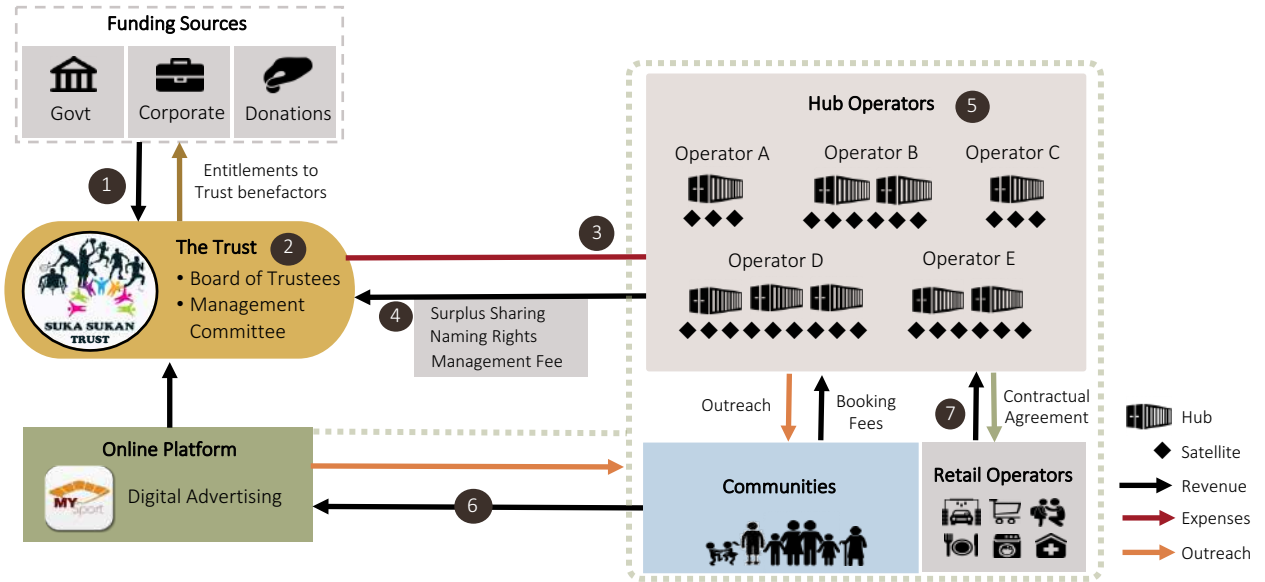 Funding Sources
Govt
Corporate
Donations
1
Entitlements to
Trust benefactors
The Trust 2
• Board of Trustees
• Management
Committee
SUKA SUKAN
TRUST
3
4
Surplus Sharing
Naming Rights
Management Fee
Hub Operators 5
Operator A
Operator B
Operator C
Operator D
Operator E
Outreach
Booking
Fees
7
Contractual
Agreement
Online Platform
MY
Sport
Digital Advertising
6
Communities
Retail Operators
Hub
Satellite
Revenue
Expenses
Outreach